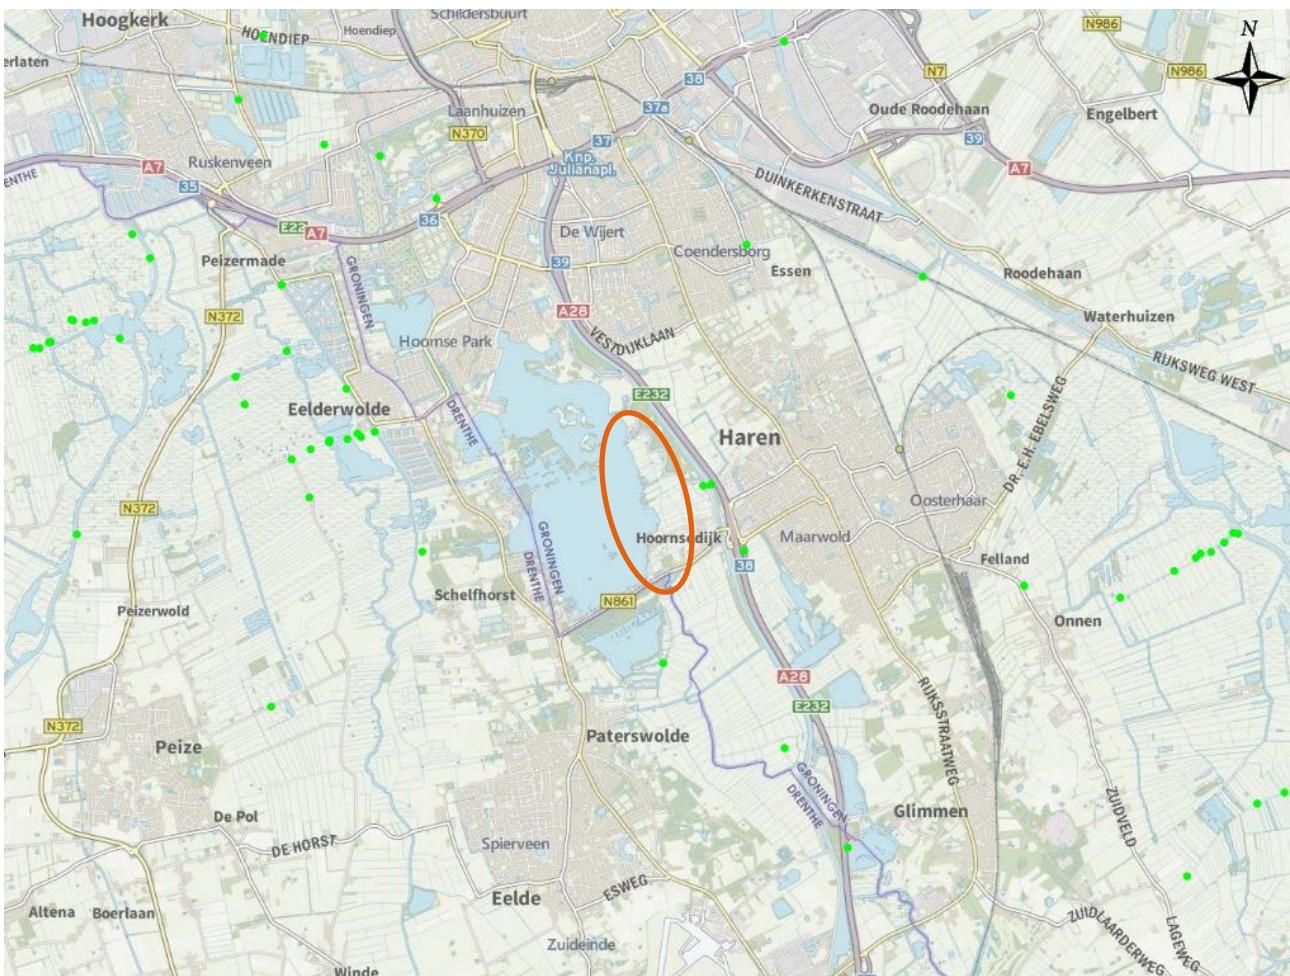 Schildersbuurt
Hoogkerk
HOENDIEP
Hoendiep
N986
N
erlaten
38
N7
N986
37a
Laanhuizen
Oude Roodehaan
Engelbert
N370
37
39
Knp.
Julianapl.
Ruskenveen
A7
A7
ENTHE
35
DUINKERKENSTRAAT
36
E22
A7
De Wijert
Coendersborg
Peizermade
39
Essen
Roodehaan
GRONINGEN
N372
A28
Waterhuizen
VESTDIJKLAAN
Hoornse Park
RIJKSWEG WEST
E232
Eelderwolde
DRENTHE
Haren
DR. E.H. EBELSWEG
Oosterhaar
N372
GRONINGEN
DRENTHE
Hoornsedijk
Maarwold
Felland
38
Schelfhorst
N861
Peizerwold
Onnen
A28
RIJKSSTRAATWEG
E232
N372
Peize
Paterswolde
GRONINGEN
DRENTHE
ZUIDVELD
Glimmen
De Pol
DE HORST
Spierveen
ESWEG
Eelde
Altena
Boerlaan
ZUIDLAARDERWEG
LAGEWEG
Zuideinde
Winde